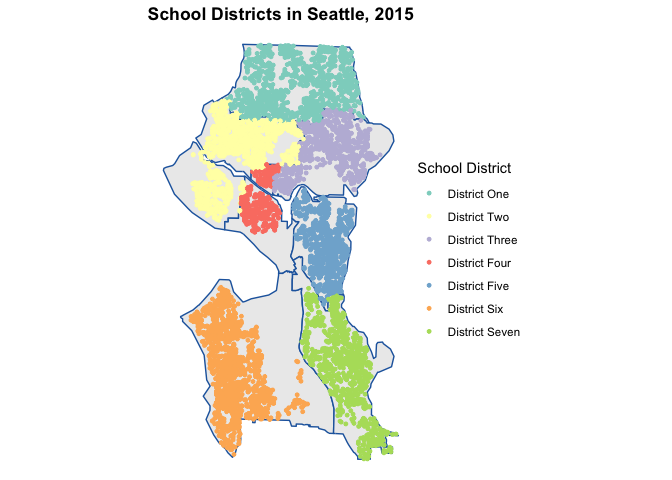 School Districts in Seattle, 2015
School District
District One
District Two
District Three
District Four
District Five
District Six
District Seven